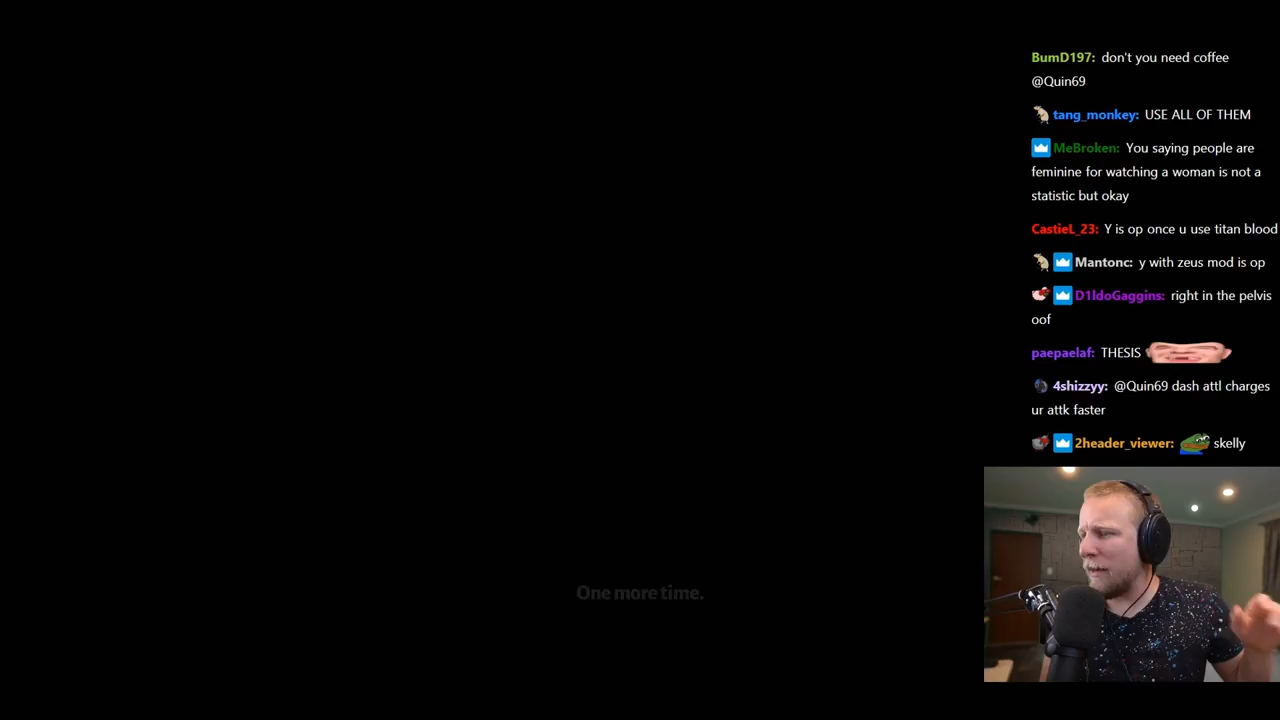 BumD197: don't you need coffee
@Quin69
tang_monkey: USE ALL OF THEM
MeBroken: You saying people are
feminine for watching a woman is not a
statistic but okay
CastieL_23: Y is op once u use titan blood
Mantonc: y with zeus mod is op
D1ldoGaggins: right in the pelvis
oof
paepaelaf: THESIS
4shizzyy: @Quin69 dash attl charges
ur attk faster
2header_viewer: skelly
One more time.